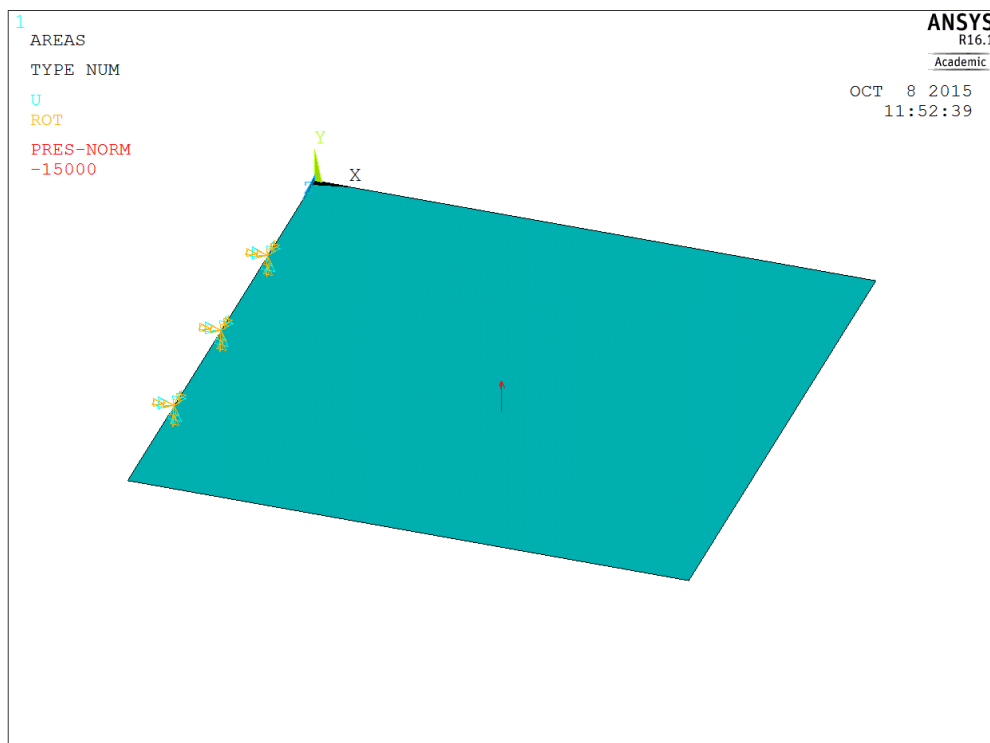 1
AREAS
TYPE NUM
U
ROT
PRES-NORM
-15000
ANSYS
R16.1
Academic
OCT 8 2015
11:52:39
Y
X